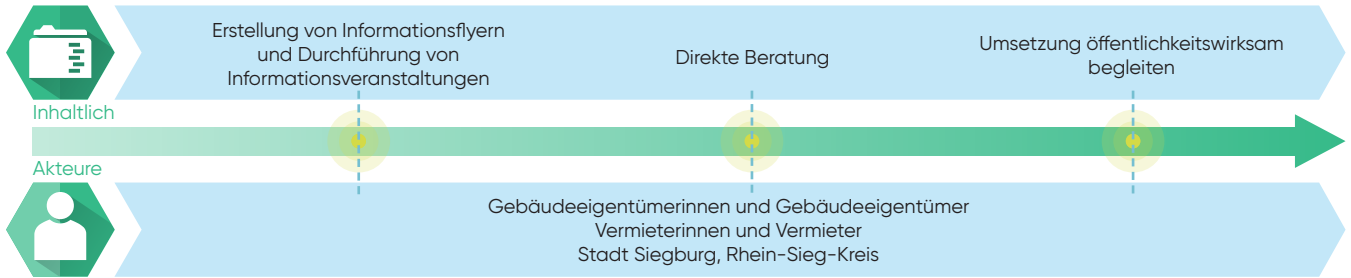 Erstellung von Informationsflyern
und Durchführung von
Informationsveranstaltungen
Direkte Beratung
Umsetzung öffentlichkeitswirksam
begleiten
Inhaltlich
Akteure
Gebäudeeigentümerinnen und Gebäudeeigentümer
Vermieterinnen und Vermieter
Stadt Siegburg, Rhein-Sieg-Kreis